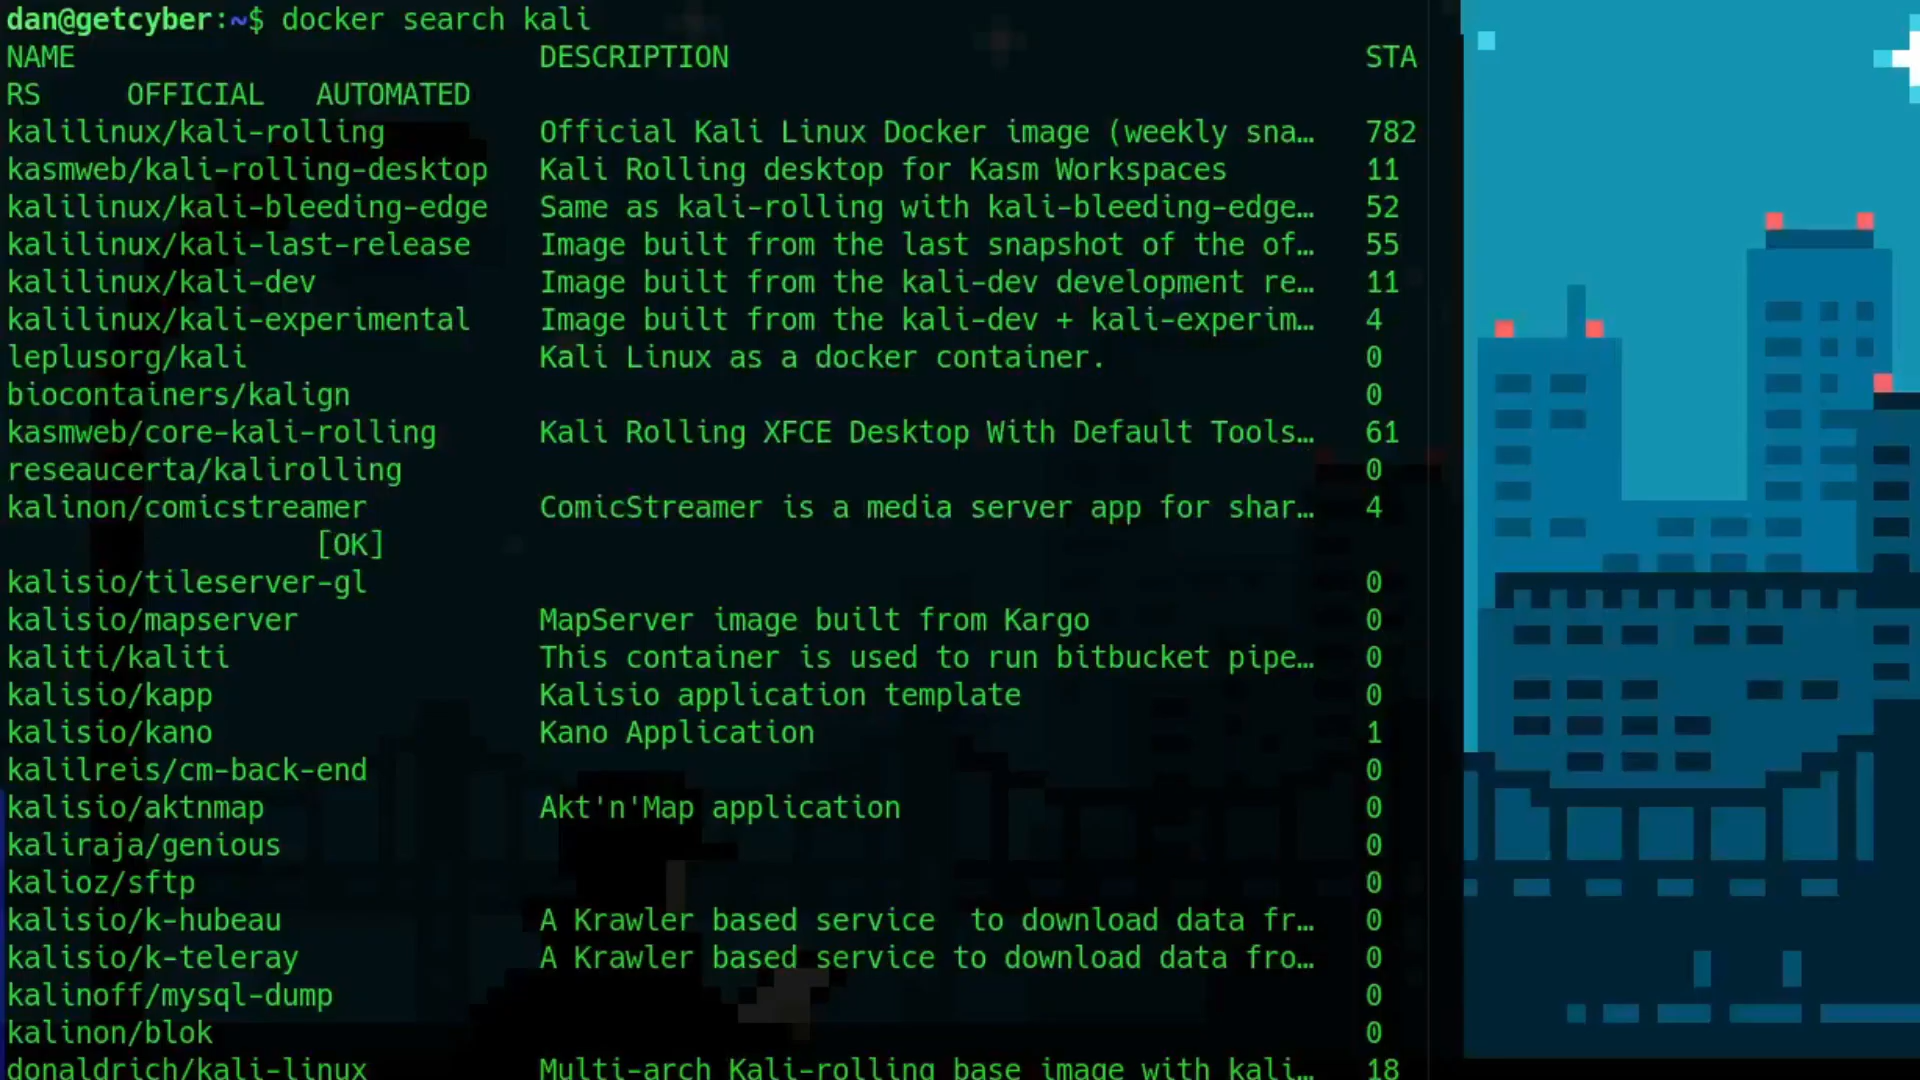 dan@getcyber:~$ docker search kali
NAME DESCRIPTION STA
RS OFFICIAL AUTOMATED
kalilinux/kali-rolling Official Kali Linux Docker image (weekly sna… 782
kasmweb/kali-rolling-desktop Kali Rolling desktop for Kasm Workspaces 11
kalilinux/kali-bleeding-edge Same as kali-rolling with kali-bleeding-edge… 52
kalilinux/kali-last-release Image built from the last snapshot of the of… 55
kalilinux/kali-dev Image built from the kali-dev development re… 11
kalilinux/kali-experimental Image built from the kali-dev + kali-experim… 4
leplusorg/kali Kali Linux as a docker container. 0
biocontainers/kalign 0
kasmweb/core-kali-rolling Kali Rolling XFCE Desktop With Default Tools… 61
reseaucerta/kalirolling 0
kalinon/comicstreamer ComicStreamer is a media server app for shar… 4
[OK]
kalisio/tileserver-gl 0
kalisio/mapserver MapServer image built from Kargo 0
kaliti/kaliti This container is used to run bitbucket pipe… 0
kalisio/kapp Kalisio application template 0
kalisio/kano Kano Application 1
kalilreis/cm-back-end 0
kalisio/aktnmap Akt'n'Map application 0
kaliraja/genious 0
kalioz/sftp 0
kalisio/k-hubeau A Krawler based service  to download data fr… 0
kalisio/k-teleray A Krawler based service to download data fro… 0
kalinoff/mysql-dump 0
kalinon/blok 0
donaldrich/kali-linux Multi-arch Kali-rolling base image with kali… 18